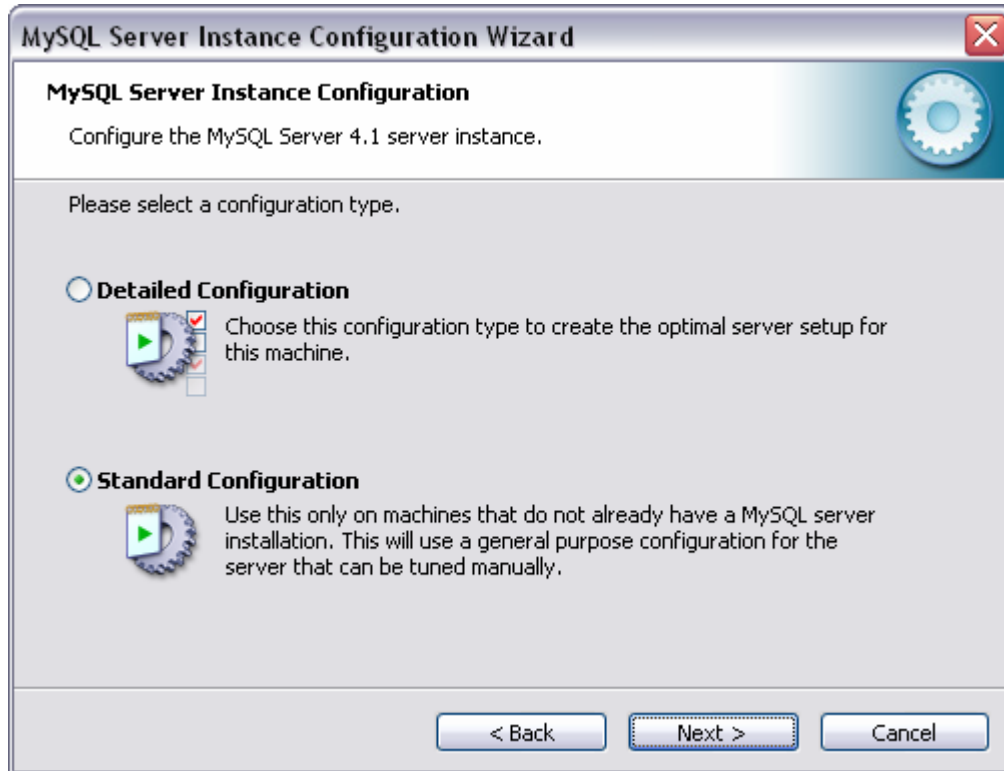 MySQL Server Instance Configuration Wizard
MySQL Server Instance Configuration
Configure the MySQL Server 4.1 server instance.
Please select a configuration type.
Detailed Configuration
Choose this configuration type to create the optimal server setup for
this machine.
Standard Configuration
Use this only on machines that do not already have a MySQL server
installation. This will use a general purpose configuration for the
server that can be tuned manually.
< Back Next > Cancel